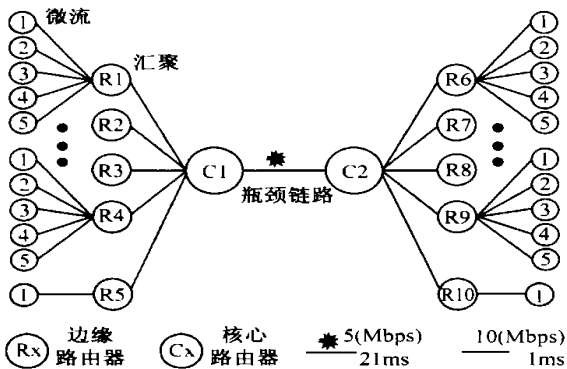 1 微流 1
2 2
3 R1 汇聚 R6 3
4 4
5 R2 R7 5
1 R3 C1 C2 R8 1
2 瓶颈链路 2
3 R4 R9 3
4 4
5 5
1 R5 R10 1
Rx 边缘路由器 Cx 核心路由器 5(Mbps) 21ms 10(Mbps) 1ms